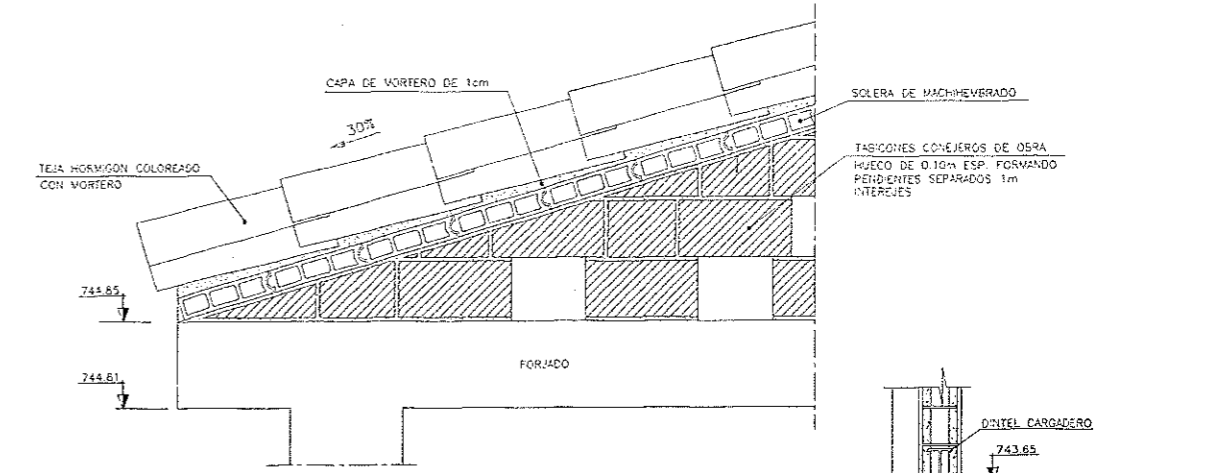 CAPA DE MORTERO DE 1cm
SOLERA DE MACHIHEMBRADO
30%
TABICONES CONEJEROS DE OBRA
HUECO DE 0.10m ESP. FORMANDO
PENDIENTES SEPARADOS 1m
INTEREJES
TEJA HORMIGON COLOREADO
CON MORTERO
744.85
FORJADO
744.61
DINTEL CARGADERO
743.65